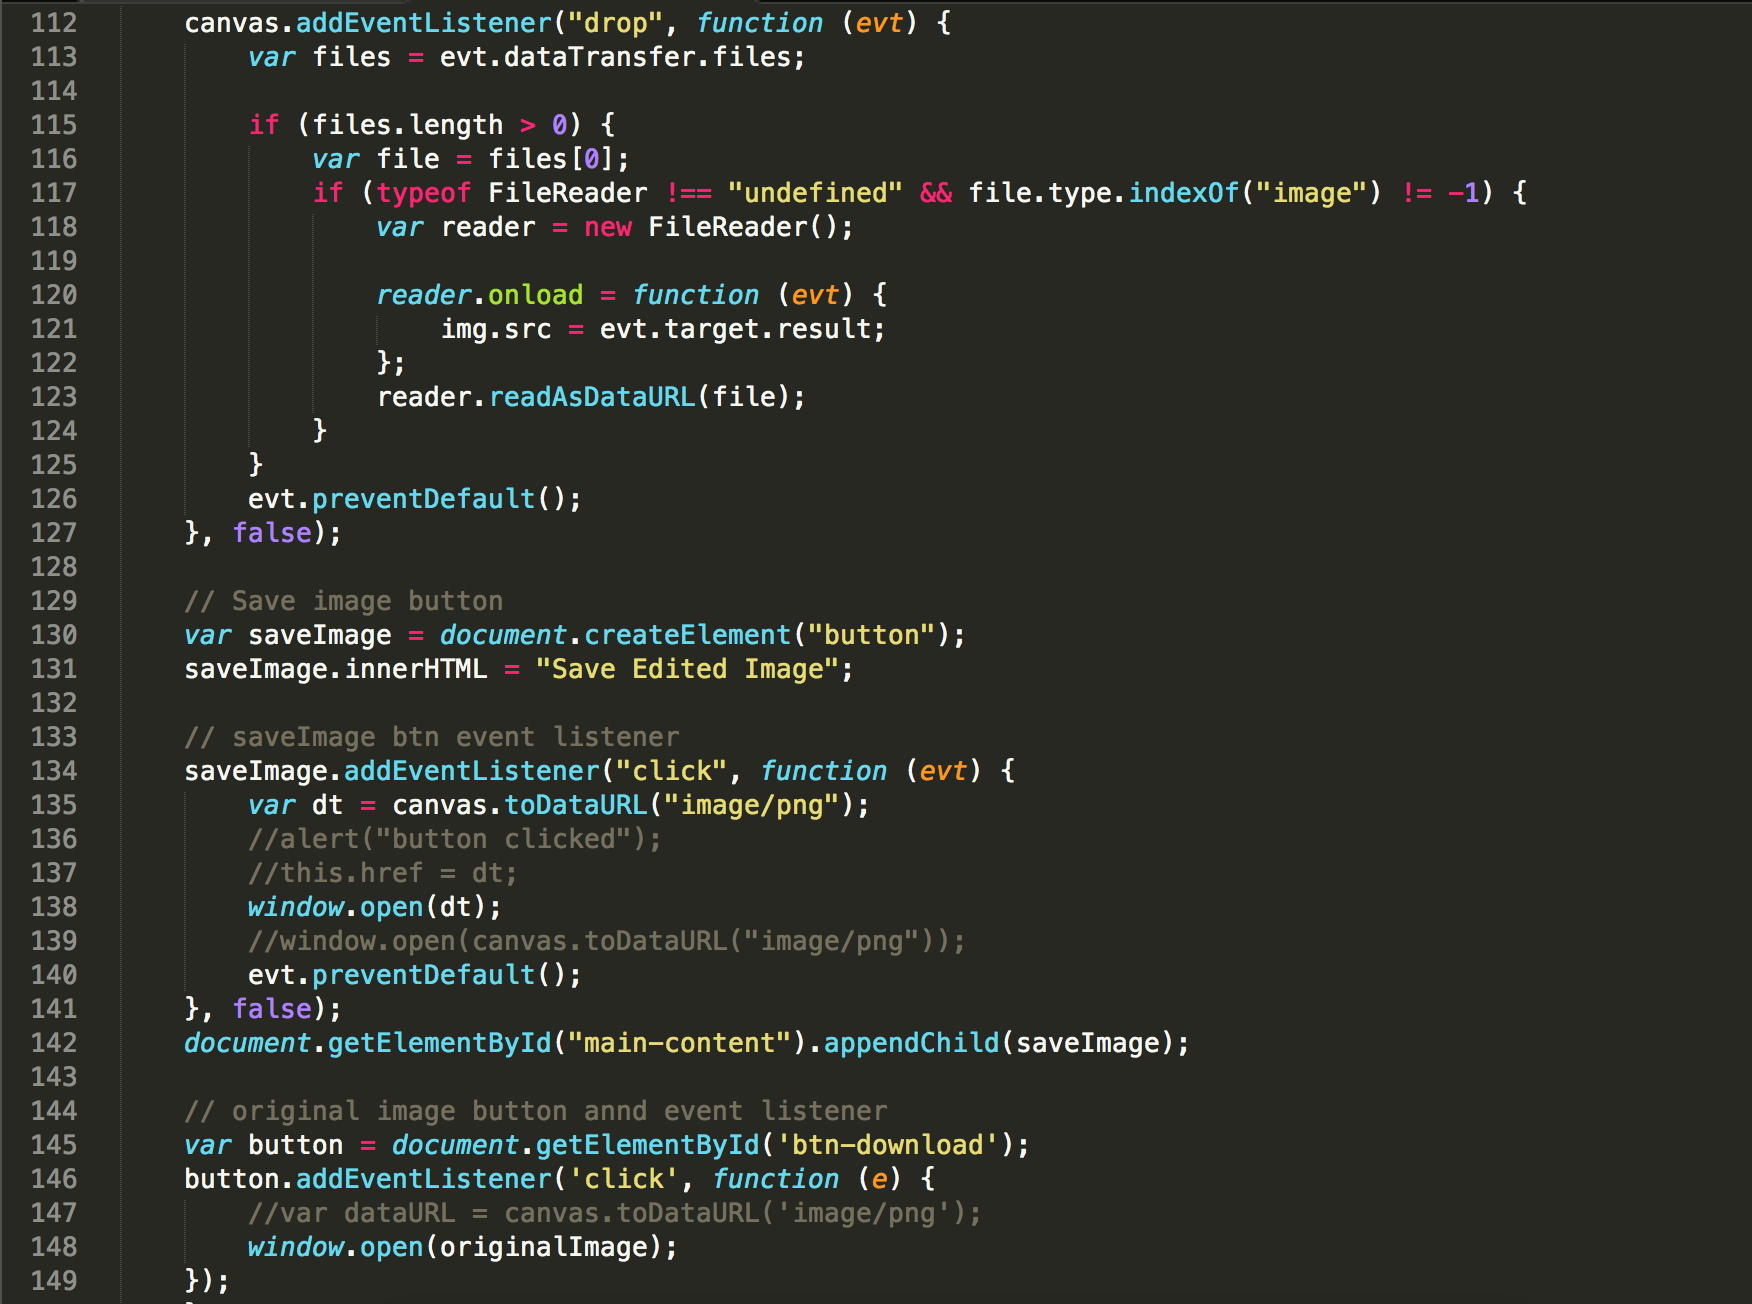 112 canvas.addEventListener("drop", function (evt) {
113 var files = evt.dataTransfer.files;
114
115 if (files.length > 0) {
116 var file = files[0];
117 if (typeof FileReader !== "undefined" && file.type.indexOf("image") != -1) {
118 var reader = new FileReader();
119
120 reader.onload = function (evt) {
121 img.src = evt.target.result;
122 };
123 reader.readAsDataURL(file);
124 }
125 }
126 evt.preventDefault();
127 }, false);
128
129 // Save image button
130 var saveImage = document.createElement("button");
131 saveImage.innerHTML = "Save Edited Image";
132
133 // saveImage btn event listener
134 saveImage.addEventListener("click", function (evt) {
135 var dt = canvas.toDataURL("image/png");
136 //alert("button clicked");
137 //this.href = dt;
138 window.open(dt);
139 //window.open(canvas.toDataURL("image/png"));
140 evt.preventDefault();
141 }, false);
142 document.getElementById("main-content").appendChild(saveImage);
143
144 // original image button annd event listener
145 var button = document.getElementById('btn-download');
146 button.addEventListener('click', function (e) {
147 //var dataURL = canvas.toDataURL('image/png');
148 window.open(originalImage);
149 });